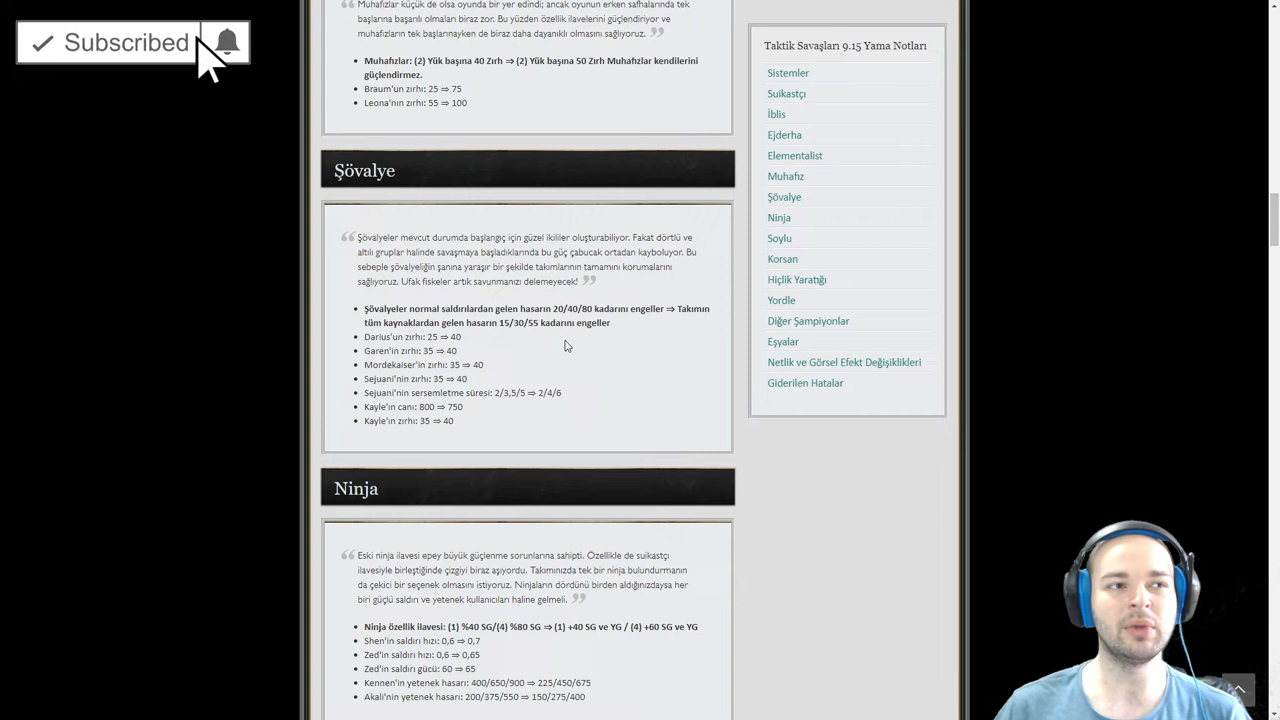 Subscribed
Muhafızlar küçük de olsa oyunda bir yer edindi; ancak oyunun erken safhalarında tek
başlarına başarılı olmaları biraz zor. Bu yüzden özellik ilavelerini güçlendiriyor ve
muhafızların tek başlarınayken de biraz daha dayanıklı olmasını sağlıyoruz.
Muhafızlar: (2) Yük başına 40 Zırh ⇒ (2) Yük başına 50 Zırh Muhafızlar kendilerini
güçlendirmez.
Braum'un zırhı: 25 ⇒ 75
Leona'nın zırhı: 55 ⇒ 100
Şövalye
Şövalyeler mevcut durumda başlangıç için güzel ikililer oluşturabiliyor. Fakat dörtlü ve
altılı gruplar halinde savaşmaya başladıklarında bu güç çabucak ortadan kayboluyor. Bu
sebeple şövalyeliğin şanına yaraşır bir şekilde takımlarının tamamını korumalarını
sağlıyoruz. Ufak fiskeler artık savunmanızı delemeyecek!
Şövalyeler normal saldırılardan gelen hasarın 20/40/80 kadarını engeller ⇒ Takımın
tüm kaynaklardan gelen hasarın 15/30/55 kadarını engeller
Darius'un zırhı: 25 ⇒ 40
Garen'in zırhı: 35 ⇒ 40
Mordekaiser'in zırhı: 35 ⇒ 40
Sejuani'nin zırhı: 35 ⇒ 40
Sejuani'nin sersemletme süresi: 2/3,5/5 ⇒ 2/4/6
Kayle'ın canı: 800 ⇒ 750
Kayle'ın zırhı: 35 ⇒ 40
Ninja
Eski ninja ilavesi epey büyük güçlenme sorunlarına sahipti. Özellikle de suikastçı
ilavesiyle birleştiğinde çizgiyi biraz aşıyordu. Takımınızda tek bir ninja bulundurmanın
da çekici bir seçenek olmasını istiyoruz. Ninjaların dördünü birden aldığınızdaysa her
biri güçlü saldırı ve yetenek kullanıcıları haline gelmeli.
Ninja özellik ilavesi: (1) %40 SG/(4) %80 SG ⇒ (1) +40 SG ve YG / (4) +60 SG ve YG
Shen'in saldırı hızı: 0,6 ⇒ 0,7
Zed'in saldırı hızı: 0,6 ⇒ 0,65
Zed'in saldırı gücü: 60 ⇒ 65
Kennen'in yetenek hasarı: 400/650/900 ⇒ 225/450/675
Akali'nin yetenek hasarı: 200/375/550 ⇒ 150/275/400
Taktik Savaşları 9.15 Yama Notları
Sistemler
Suikastçı
İblis
Ejderha
Elementalist
Muhafız
Şövalye
Ninja
Soylu
Korsan
Hiçlik Yaratığı
Yordle
Diğer Şampiyonlar
Eşyalar
Netlik ve Görsel Efekt Değişiklikleri
Giderilen Hatalar